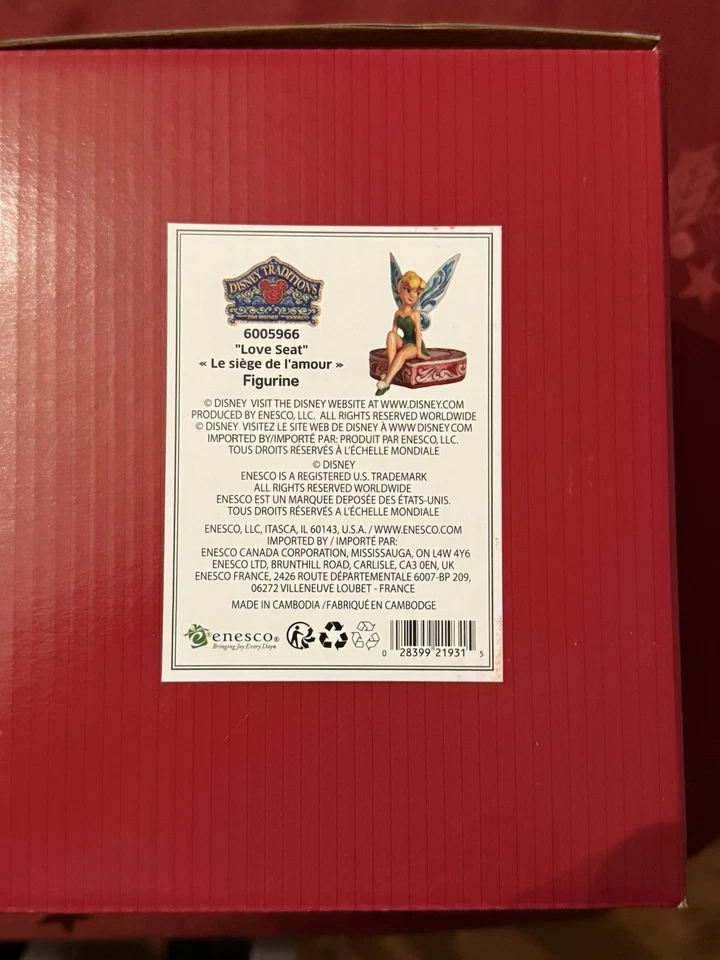 DISNEY TRADITIONS
6005966
"Love Seat"
« Le siège de l'amour »
Figurine
© DISNEY VISIT THE DISNEY WEBSITE AT WWW.DISNEY.COM
PRODUCED BY ENESCO, LLC. ALL RIGHTS RESERVED WORLDWIDE
© DISNEY VISITEZ LE SITE WEB DE DISNEY À WWW DISNEY COM
IMPORTED BY/IMPORTÉ PAR: PRODUIT PAR ENESCO, LLC.
TOUS DROITS RÉSERVÉS À L'ÉCHELLE MONDIALE
© DISNEY
ENESCO IS A REGISTERED U.S. TRADEMARK
ALL RIGHTS RESERVED WORLDWIDE
ENESCO EST UN MARQUEE DEPOSÉE DES ÉTATS-UNIS.
TOUS DROITS RÉSERVÉS A L'ÉCHELLE MONDIALE
ENESCO, LLC, ITASCA, IL 60143, U.S.A. / WWW.ENESCO.COM
IMPORTED BY / IMPORTÉ PAR:
ENESCO CANADA CORPORATION, MISSISSAUGA, ON L4W 4Y6
ENESCO LTD, BRUNTHILL ROAD, CARLISLE, CA3 0EN, UK
ENESCO FRANCE, 2426 ROUTE DÉPARTEMENTALE 6007-BP 209,
06272 VILLENEUVE LOUBET - FRANCE
MADE IN CAMBODIA /FABRIQUÉ EN CAMBODGE
enesco®
Bringing Joy Every Day®
0 28399 21931 5